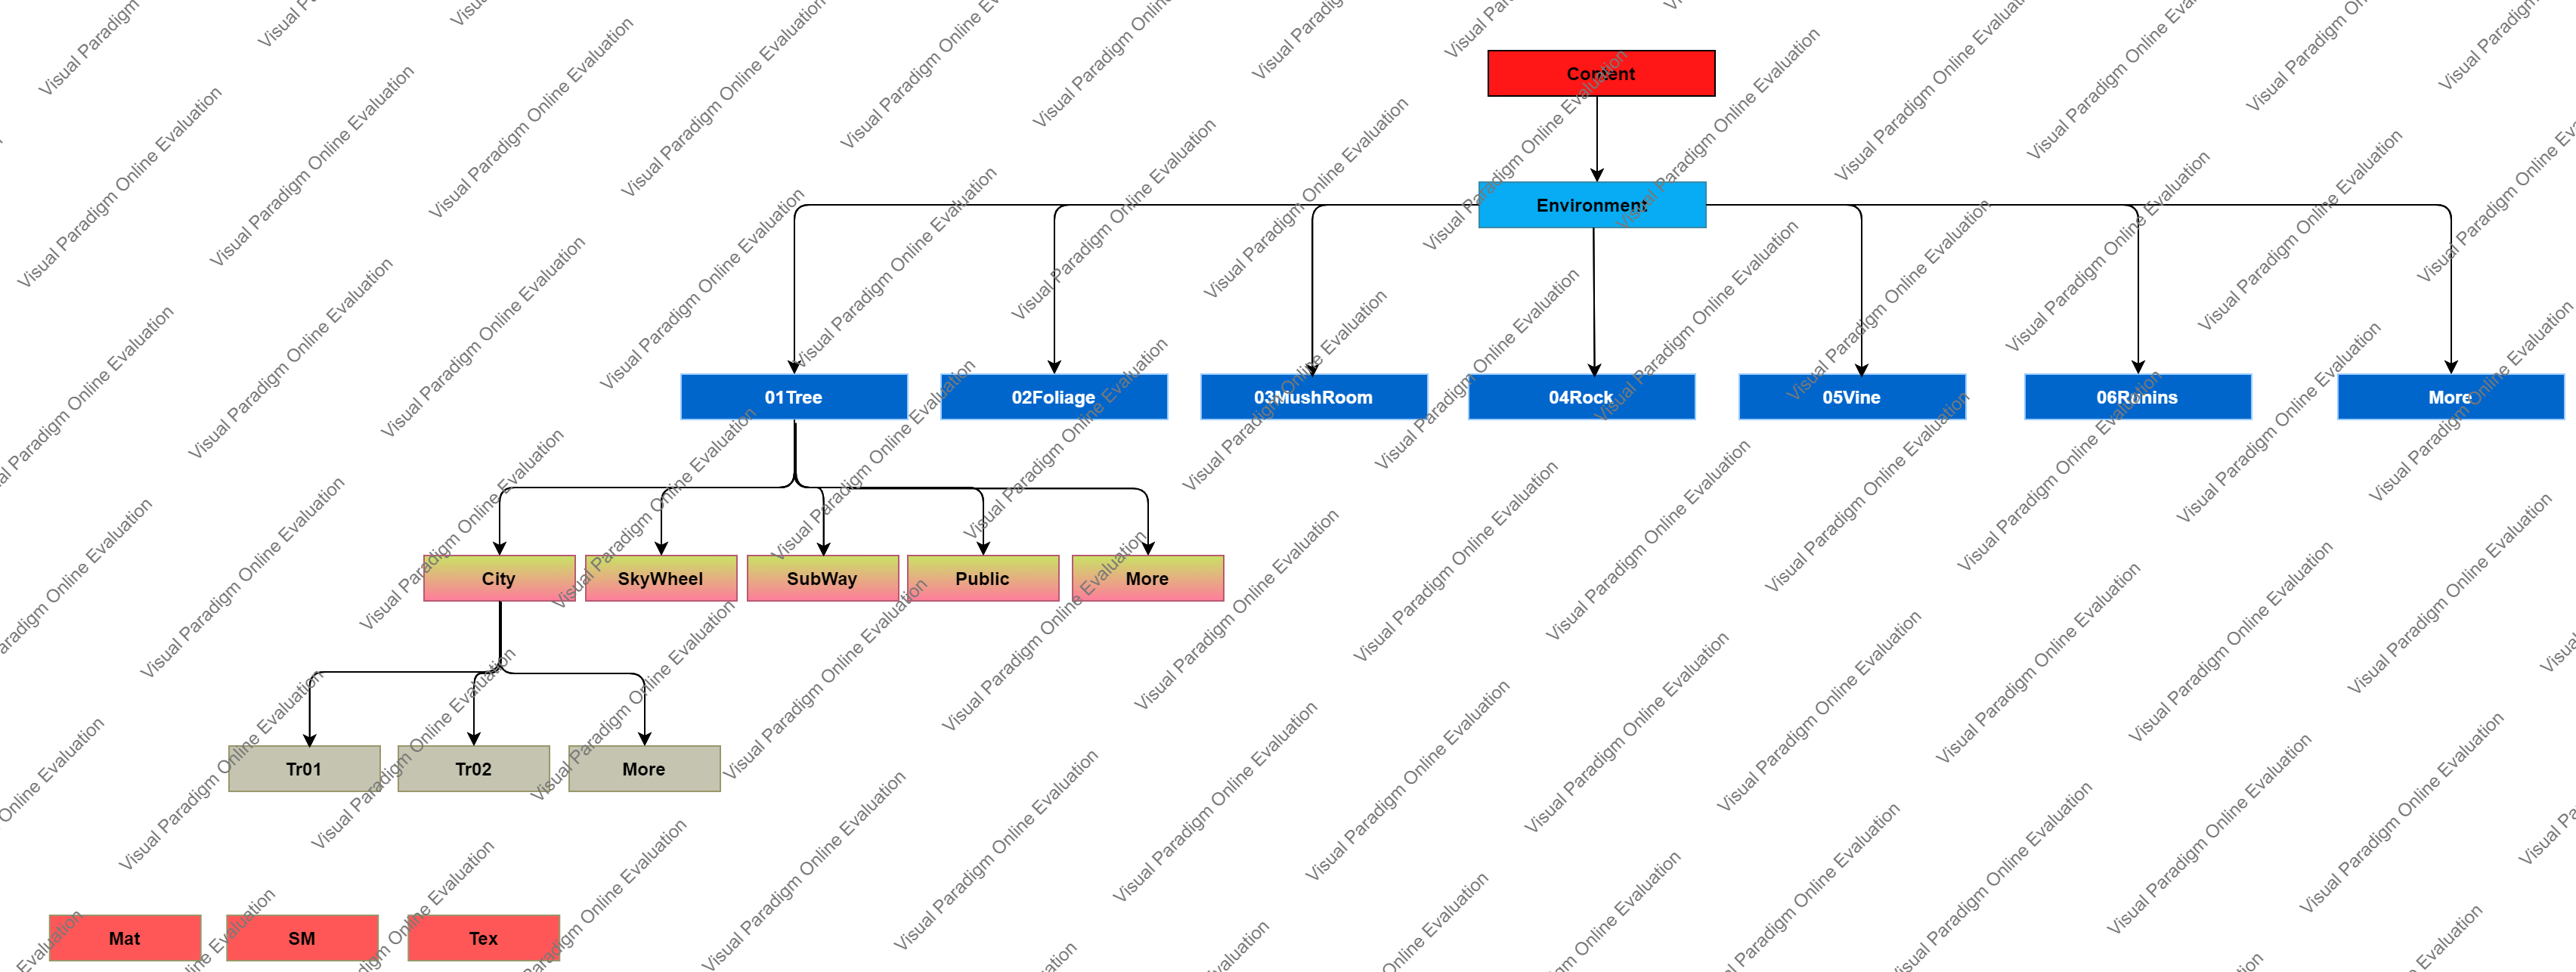 Content
Environment
01Tree
02Foliage
03MushRoom
04Rock
05Vine
More
City
SkyWheel
SubWay
Public
More
Tr01
Tr02
More
Mat
SM
Tex
Visual Paradigm Online Evaluation